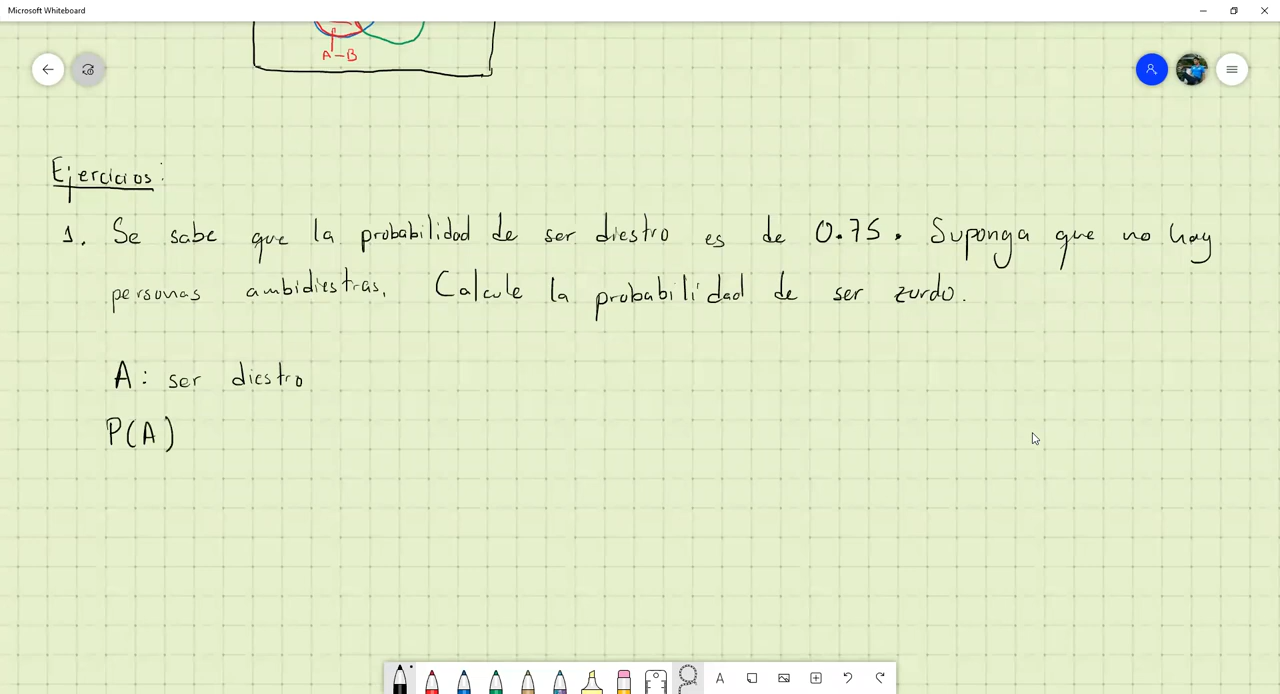 Microsoft Whiteboard
A-B
Ejercicios:
1. Se sabe que la probabilidad de ser diestro es de 0.75. Suponga que no hay
personas ambidiestras. Calcule la probabilidad de ser zurdo.
A: ser diestro
P(A)
A